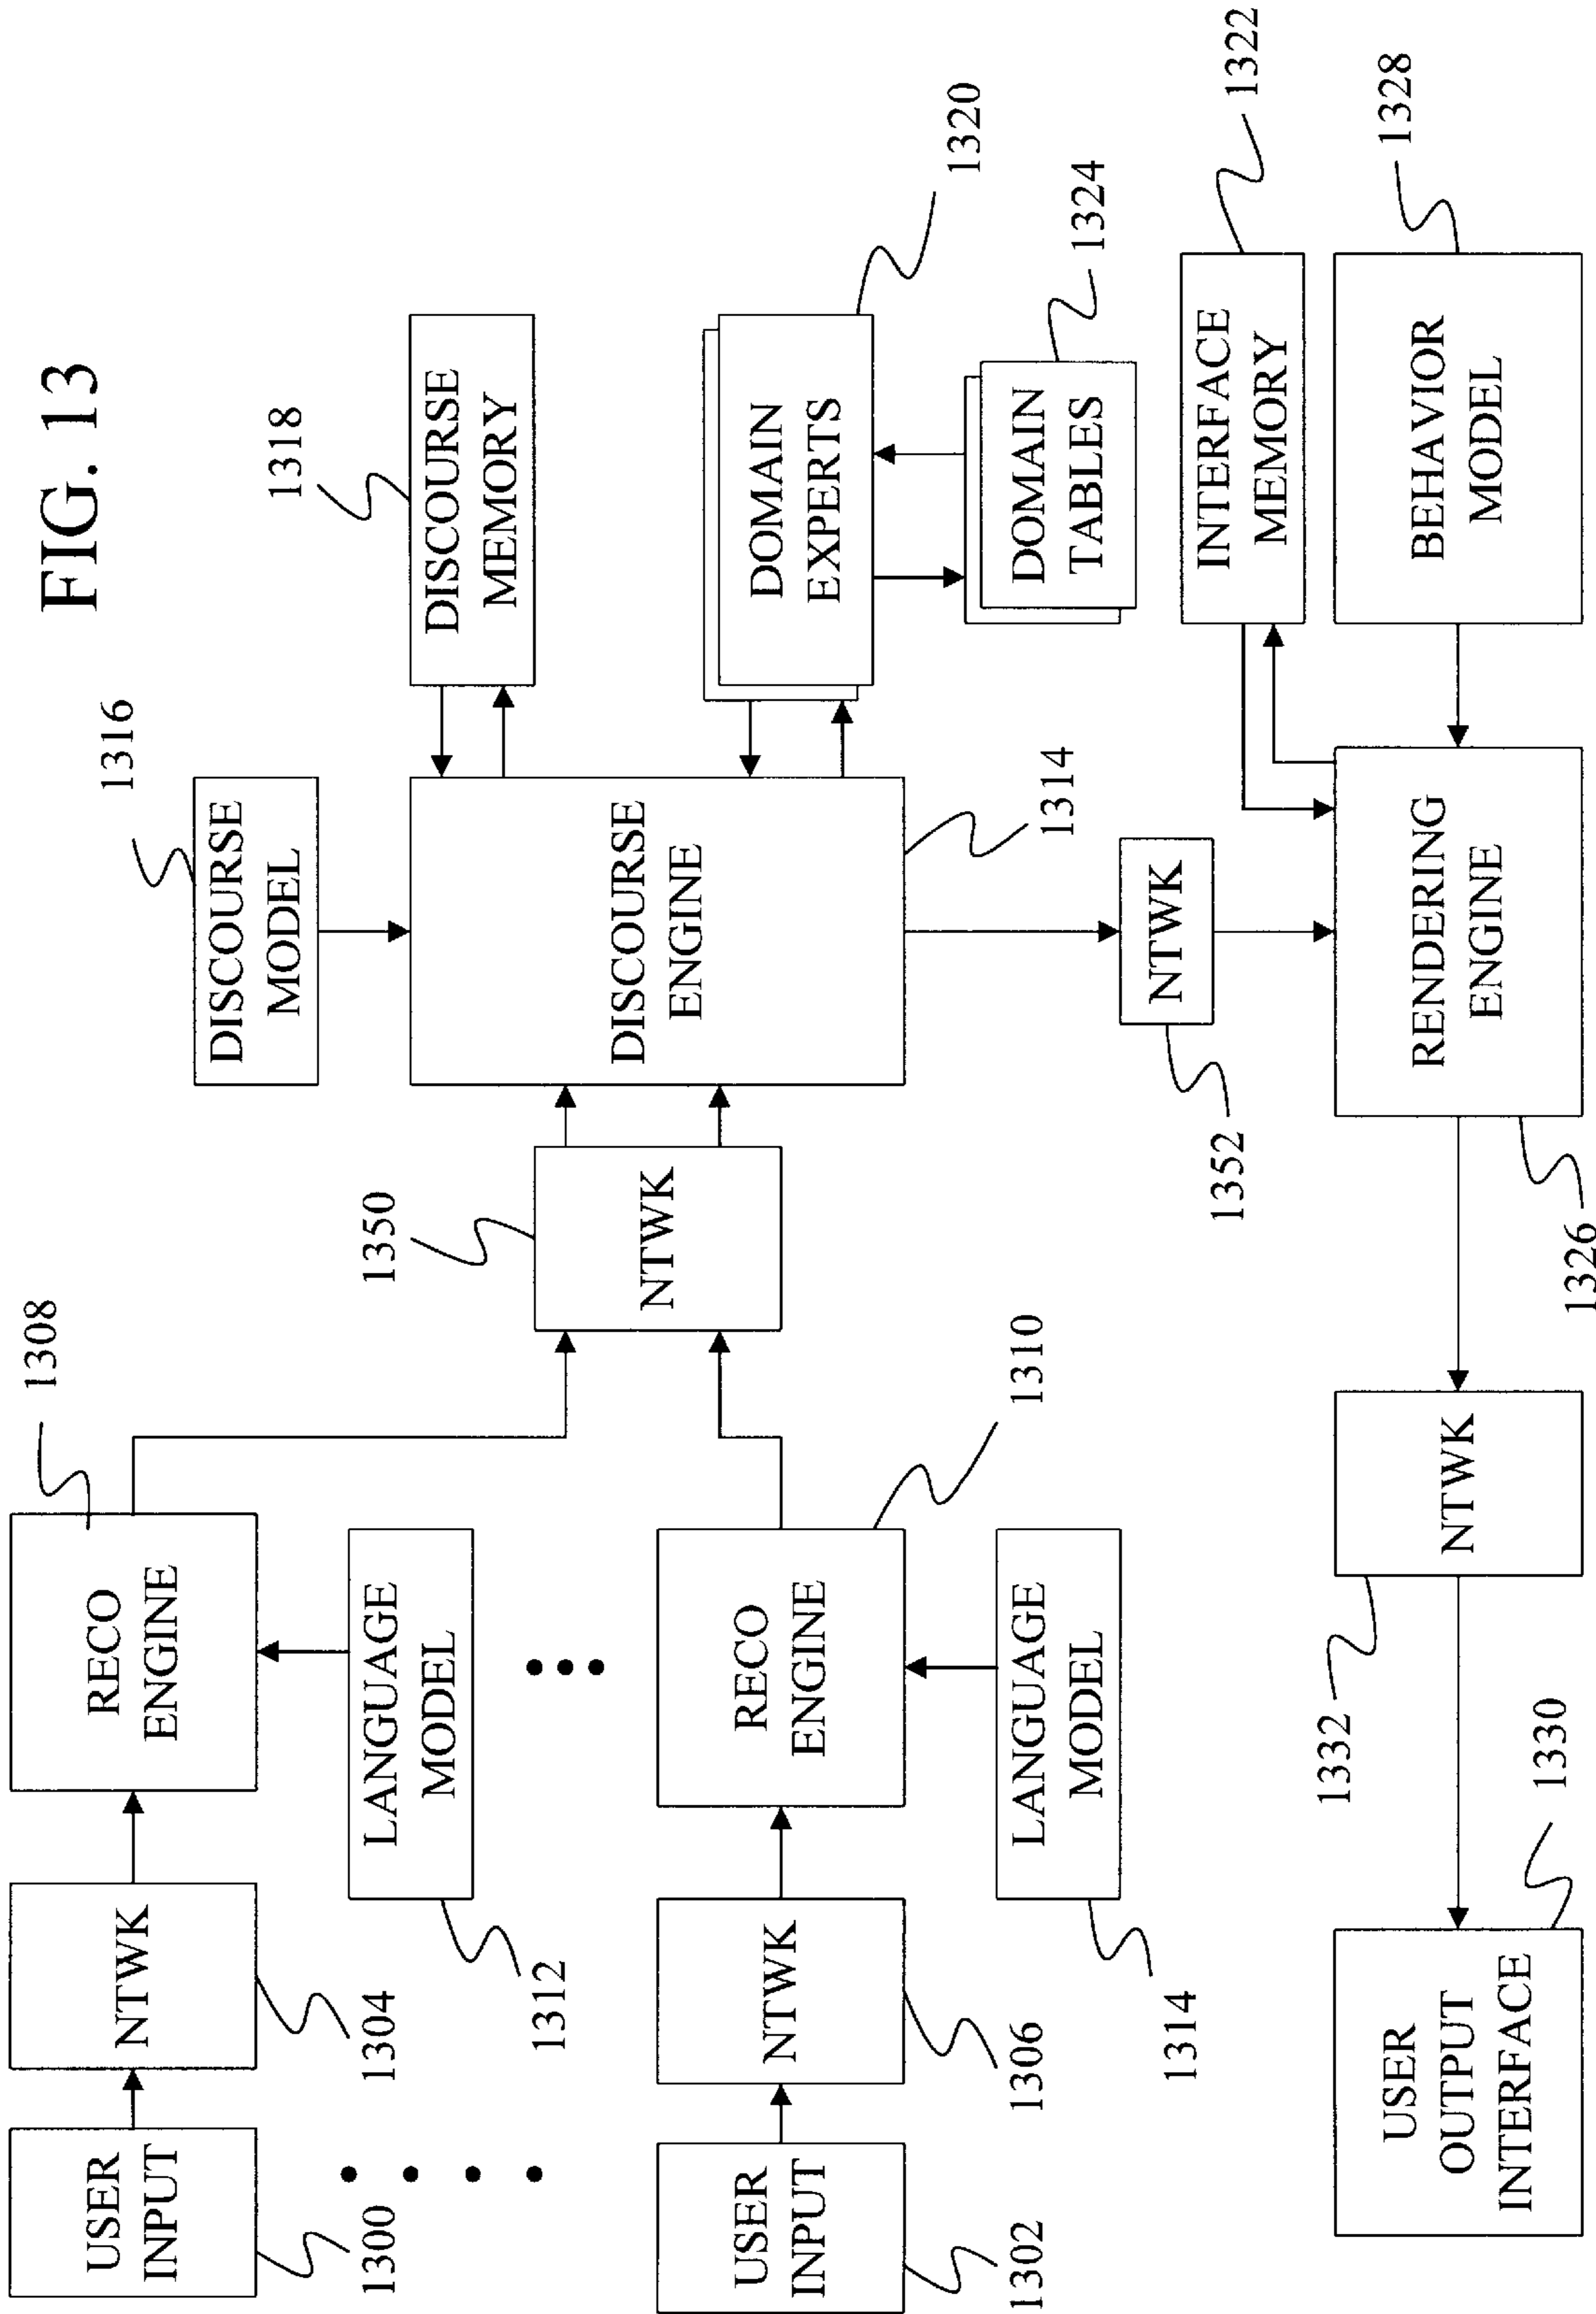 FIG. 13
USER
INPUT
1300
NTWK
1304
RECO
ENGINE
1308
LANGUAGE
MODEL
1312
USER
INPUT
1302
NTWK
1306
RECO
ENGINE
1310
LANGUAGE
MODEL
1314
NTWK
1350
DISCOURSE
MODEL
1316
DISCOURSE
ENGINE
1314
DISCOURSE
MEMORY
1318
DOMAIN
EXPERTS
1320
DOMAIN
TABLES
1324
NTWK
1352
INTERFACE
MEMORY
1322
BEHAVIOR
MODEL
1328
RENDERING
ENGINE
1326
NTWK
1332
USER
OUTPUT
INTERFACE
1330